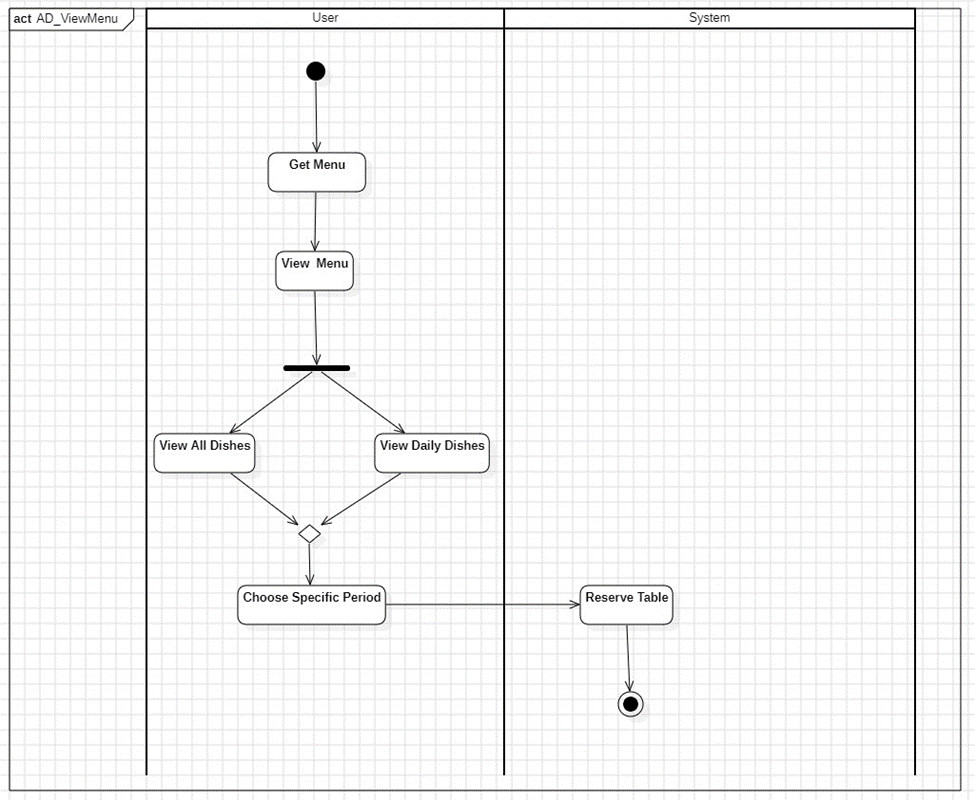 act AD_ViewMenu
User
System
Get Menu
View  Menu
View All Dishes
View Daily Dishes
Choose Specific Period
Reserve Table